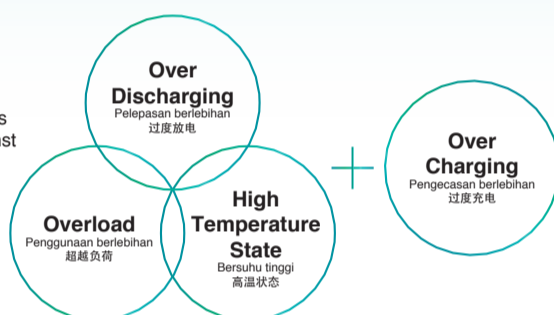 Over
Discharging
Pelepasan berlebihan
过度放电
Over
Charging
Pengecasan berlebihan
过度充电
Overload
Penggunaan berlebihan
超越负荷
High
Temperature
State
Bersuhu tinggi
高温状态
+